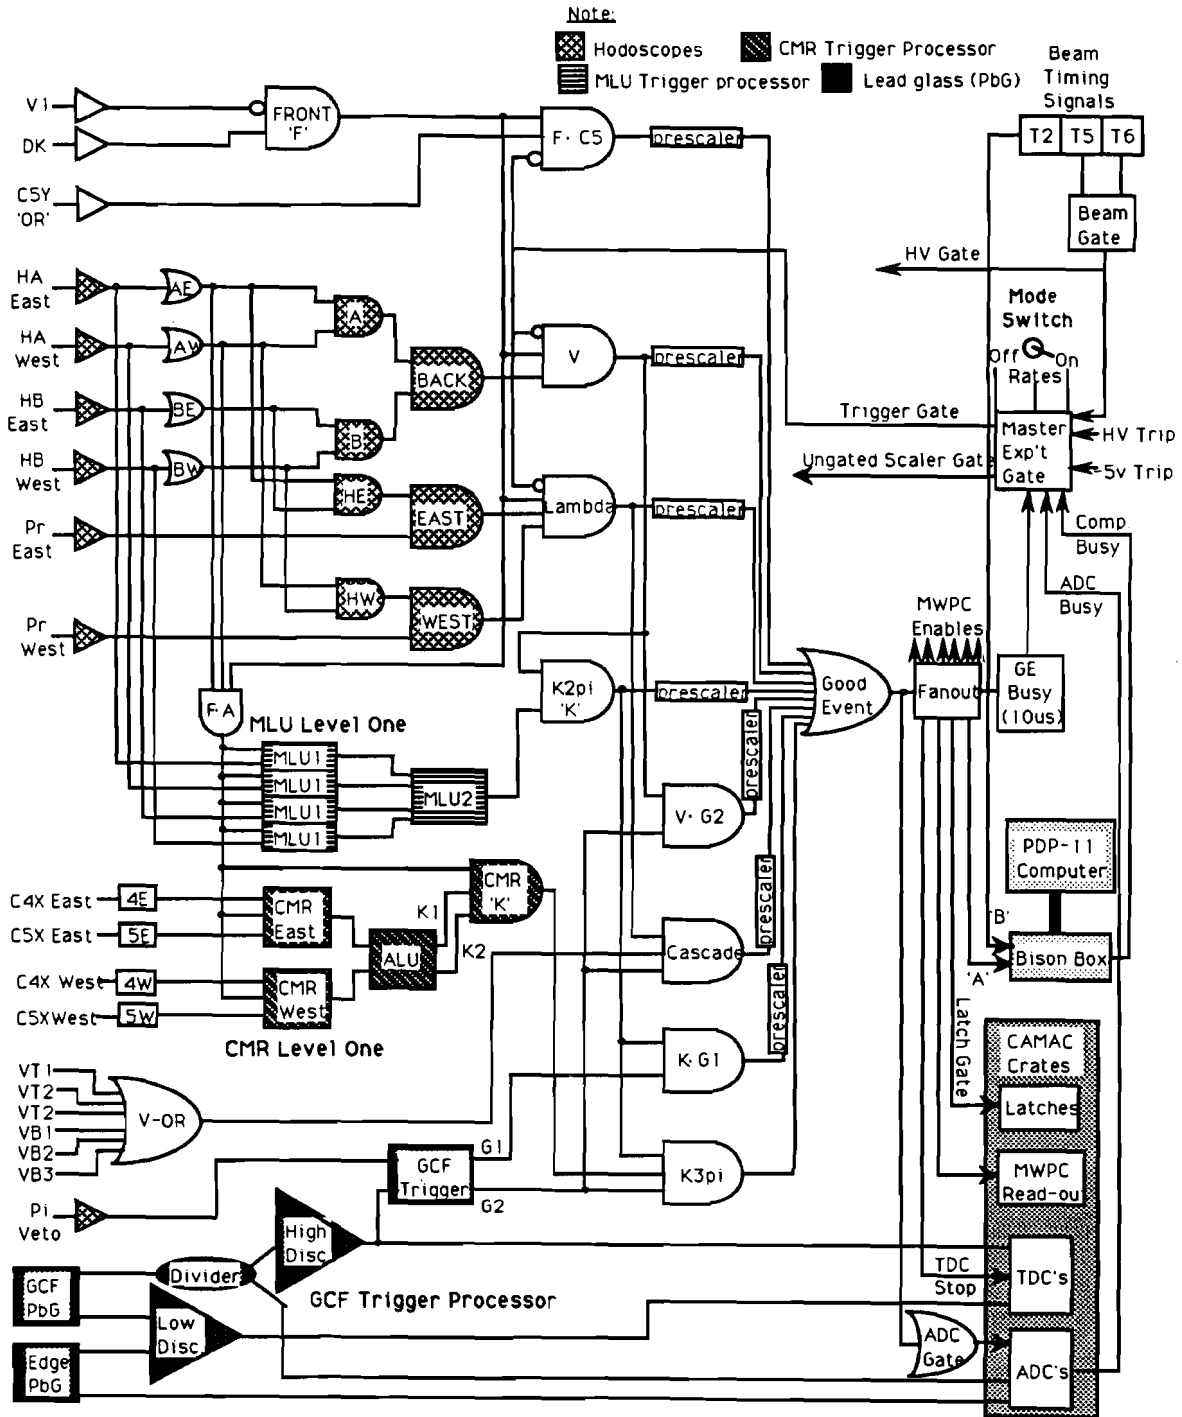 Note:
Hodoscopes
CMR Trigger Processor
MLU Trigger processor
Lead glass (PbG)
Beam
Timing
Signals
T2
T5
T6
Beam
Gate
V1
DK
C5Y
'OR'
FRONT
'F'
F· C5
prescaler
HV Gate
Mode
Switch
Off
On
Rates
HA
East
HA
West
HB
East
HB
West
Pr
East
Pr
West
AE
AW
BE
BW
A
B
BACK
HE
EAST
HW
WEST
V
prescaler
Lambda
prescaler
Trigger Gate
Ungated Scaler Gate
Master
Exp't
Gate
HV Trip
-5v Trip
Comp
Busy
ADC
Busy
MWPC
Enables
K2pi
'K'
prescaler
Good
Event
Fanout
GE
Busy
(10us)
F·A
MLU Level One
MLU1
MLU1
MLU1
MLU1
MLU2
prescaler
V· G2
PDP-11
Computer
'B'
'A'
Bison Box
C4X East
4E
C5X East
5E
C4X West
4W
C5XWest
5W
CMR
East
CMR
West
CMR Level One
ALU
K1
K2
CMR
'K'
prescaler
Cascade
prescaler
K·G1
Latch Gate
CAMAC
Crates
Latches
MWPC
Read-ou
VT1
VT2
VT2
VB1
VB2
VB3
V-OR
Pi
Veto
GCF
Trigger
G1
G2
K3pi
High
Disc
Divider
GCF
PbG
Low
Disc
Edge
PbG
GCF Trigger Processor
TDC
Stop
TDC's
ADC
Gate
ADC's